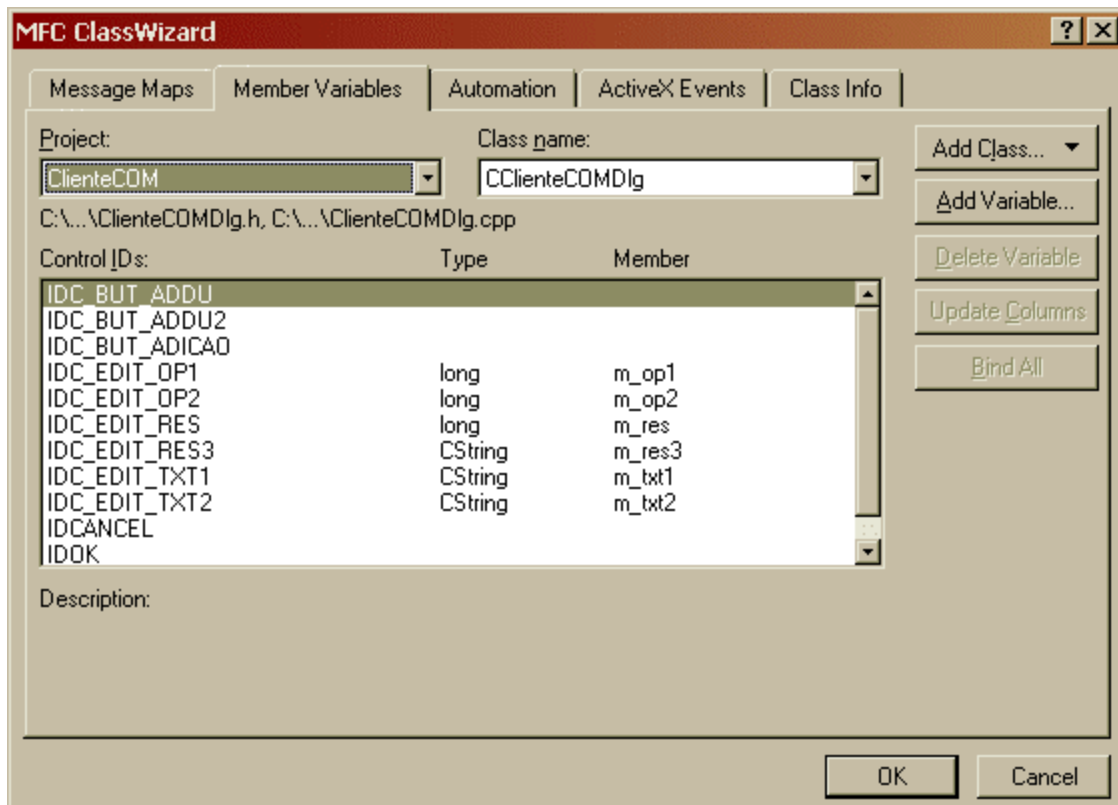 MFC ClassWizard
Message Maps Member Variables Automation ActiveX Events Class Info
Project: Class name:
ClienteCOM CClienteCOMDlg
C:\...\ClienteCOMDlg.h, C:\...\ClienteCOMDlg.cpp
Control IDs: Type Member
IDC_BUT_ADDU
IDC_BUT_ADDU2
IDC_BUT_ADICAO
IDC_EDIT_OP1 long m_op1
IDC_EDIT_OP2 long m_op2
IDC_EDIT_RES long m_res
IDC_EDIT_RES3 CString m_res3
IDC_EDIT_TXT1 CString m_txt1
IDC_EDIT_TXT2 CString m_txt2
IDCANCEL
IDOK
Description:
Add Class...
Add Variable...
Delete Variable
Update Columns
Bind All
OK Cancel